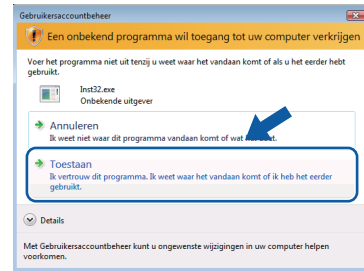 Gebruikersaccountbeheer
Een onbekend programma wil toegang tot uw computer verkrijgen
Voer het programma niet uit tenzij u weet waar het vandaan komt of als u het eerder hebt
gebruikt.
Inst32.exe
Onbekende uitgever
Annuleren
Ik weet niet waar dit programma vandaan komt of wat
Toestaan
Ik vertrouw dit programma. Ik weet waar het vandaan komt of ik heb het eerder
gebruikt.
Details
Met Gebruikersaccountbeheer kunt u ongewenste wijzigingen in uw computer helpen
voorkomen.